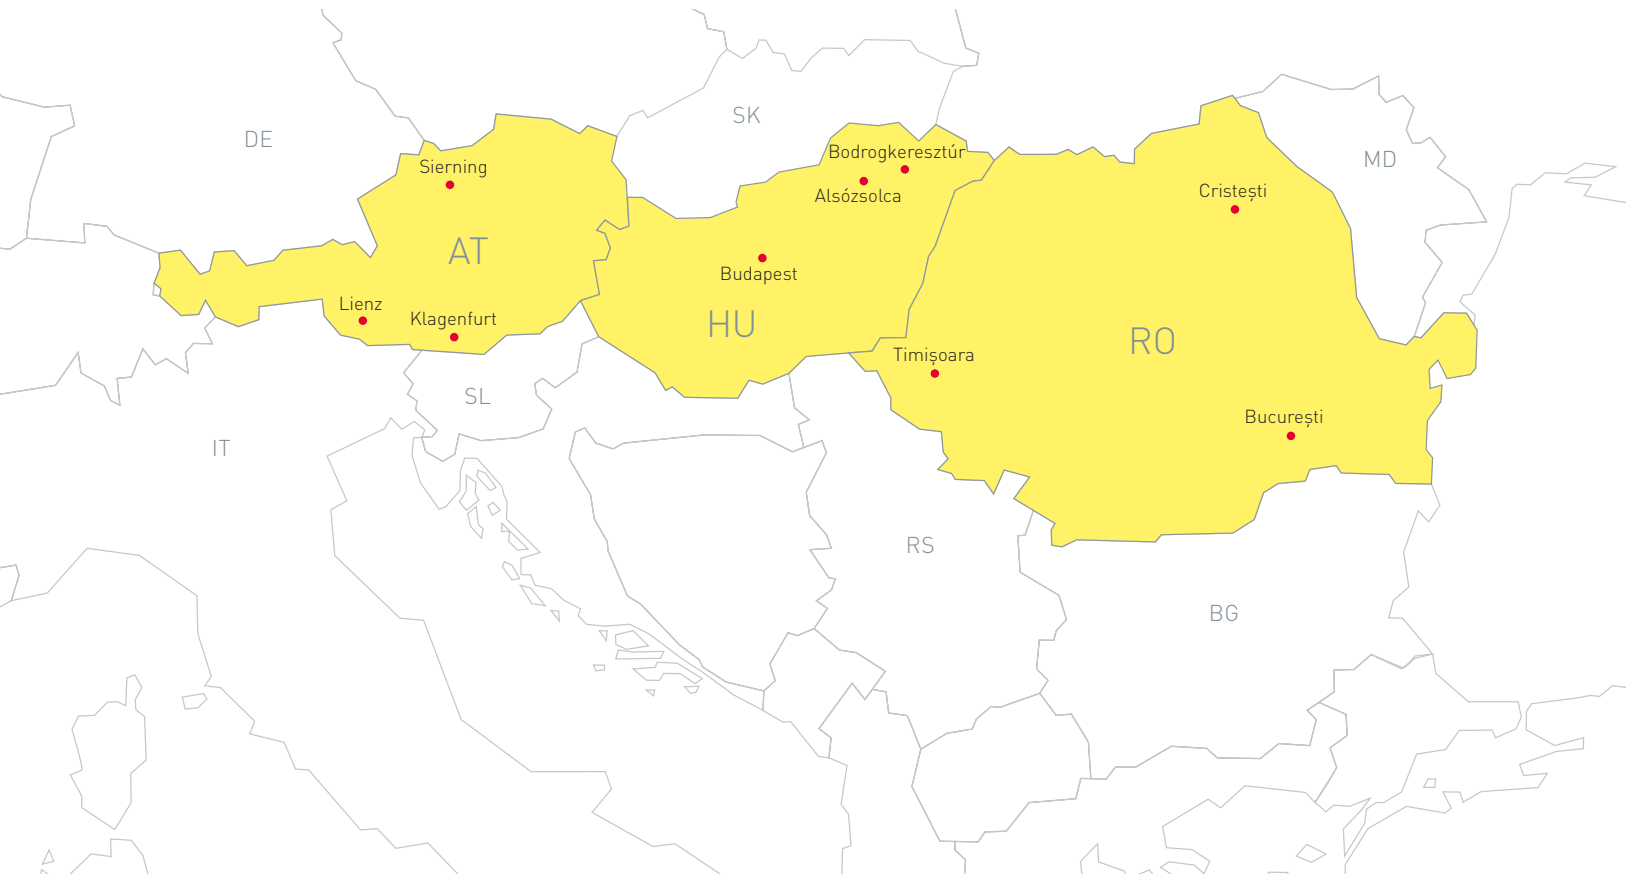 SK
DE
Bodrogkeresztúr
MD
Sierning
Cristești
Alsózsolca
AT
Budapest
Lienz
Klagenfurt
HU
RO
Timișoara
SL
București
IT
RS
BG